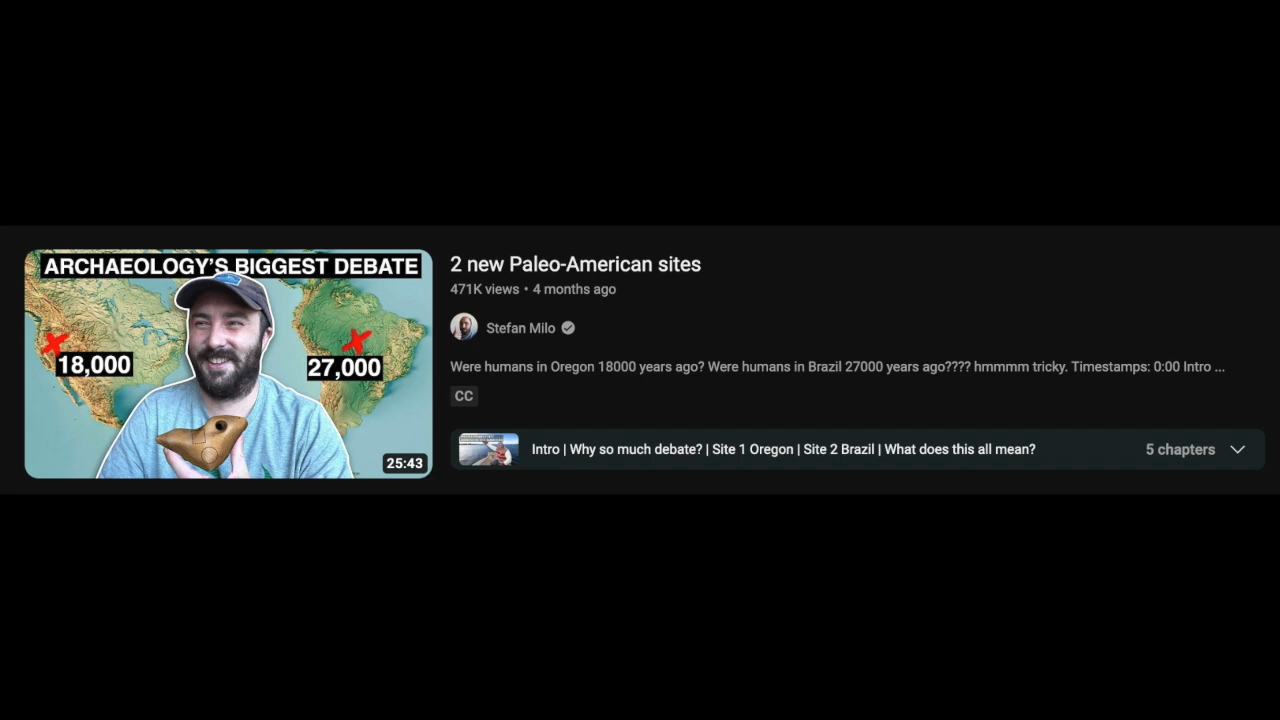 ARCHAEOLOGY'S BIGGEST DEBATE
18,000
27,000
25:43
2 new Paleo-American sites
471K views • 4 months ago
Stefan Milo
Were humans in Oregon 18000 years ago? Were humans in Brazil 27000 years ago???? hmmmm tricky. Timestamps: 0:00 Intro ...
CC
Intro | Why so much debate? | Site 1 Oregon | Site 2 Brazil | What does this all mean?
5 chapters